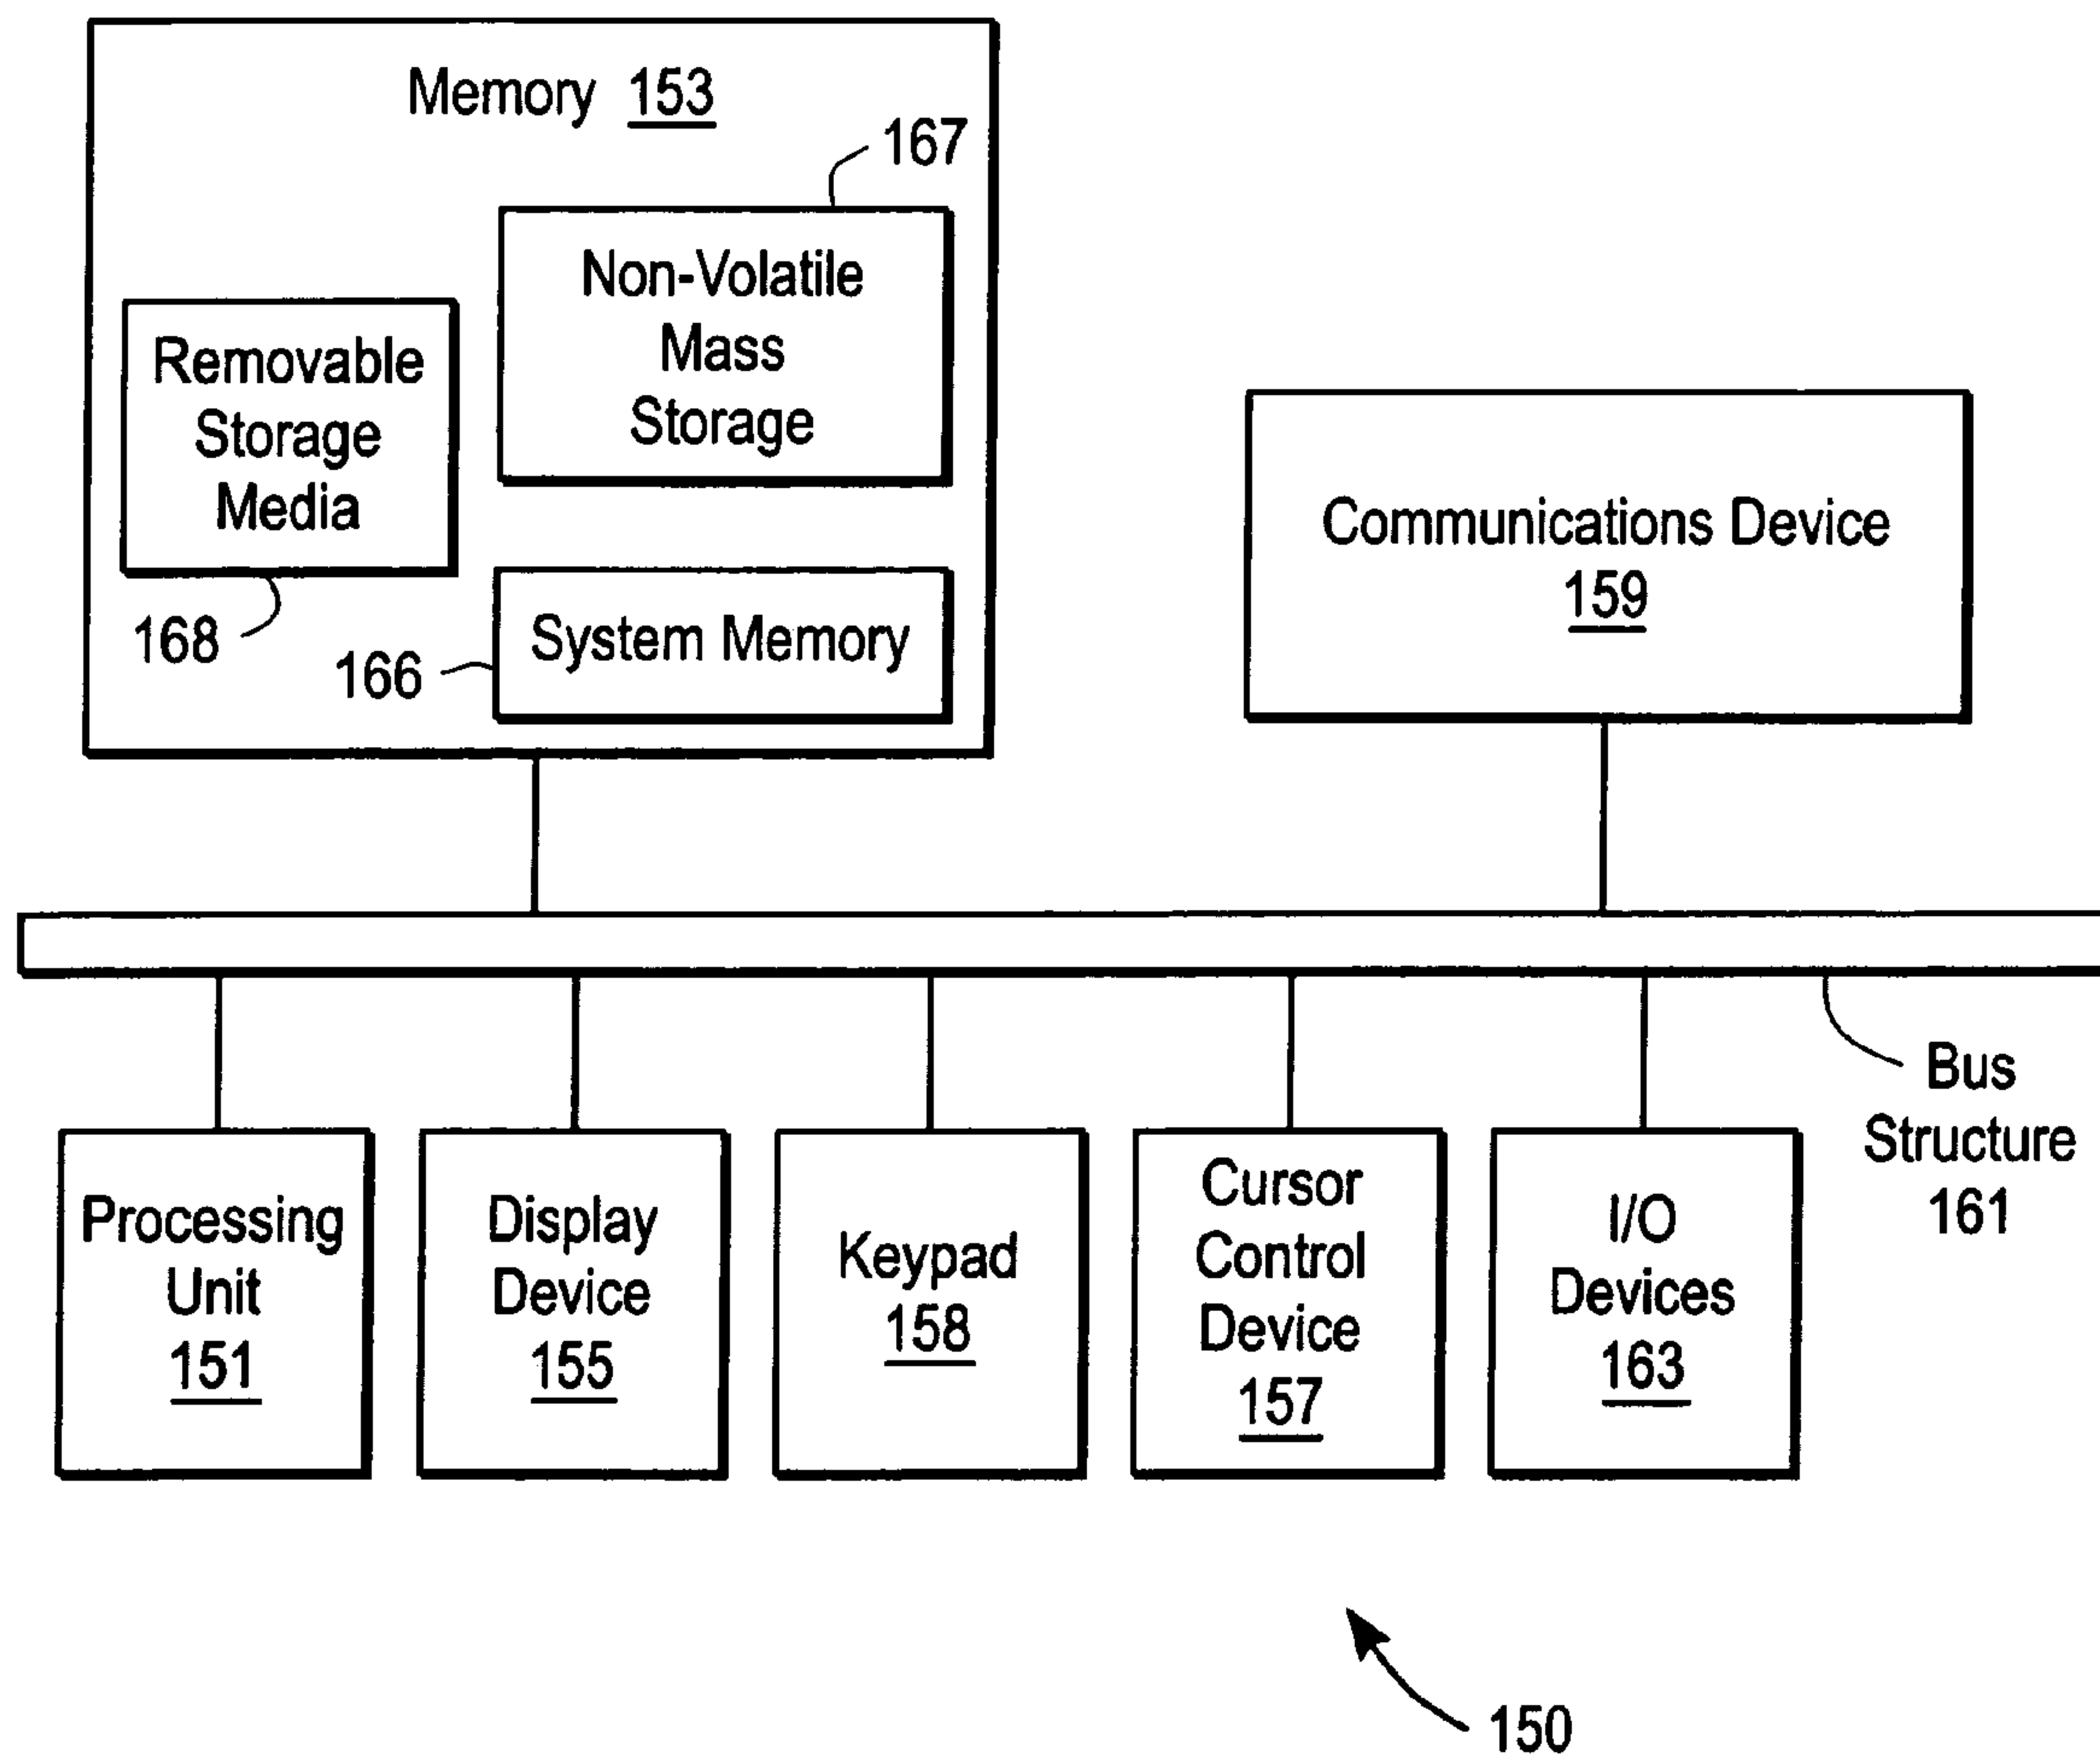 Memory 153
167
Non-Volatile
Mass
Storage
Removable
Storage
Media
168
System Memory
166
Communications Device
159
Bus
Structure
161
Processing
Unit
151
Display
Device
155
Keypad
158
Cursor
Control
Device
157
I/O
Devices
163
150